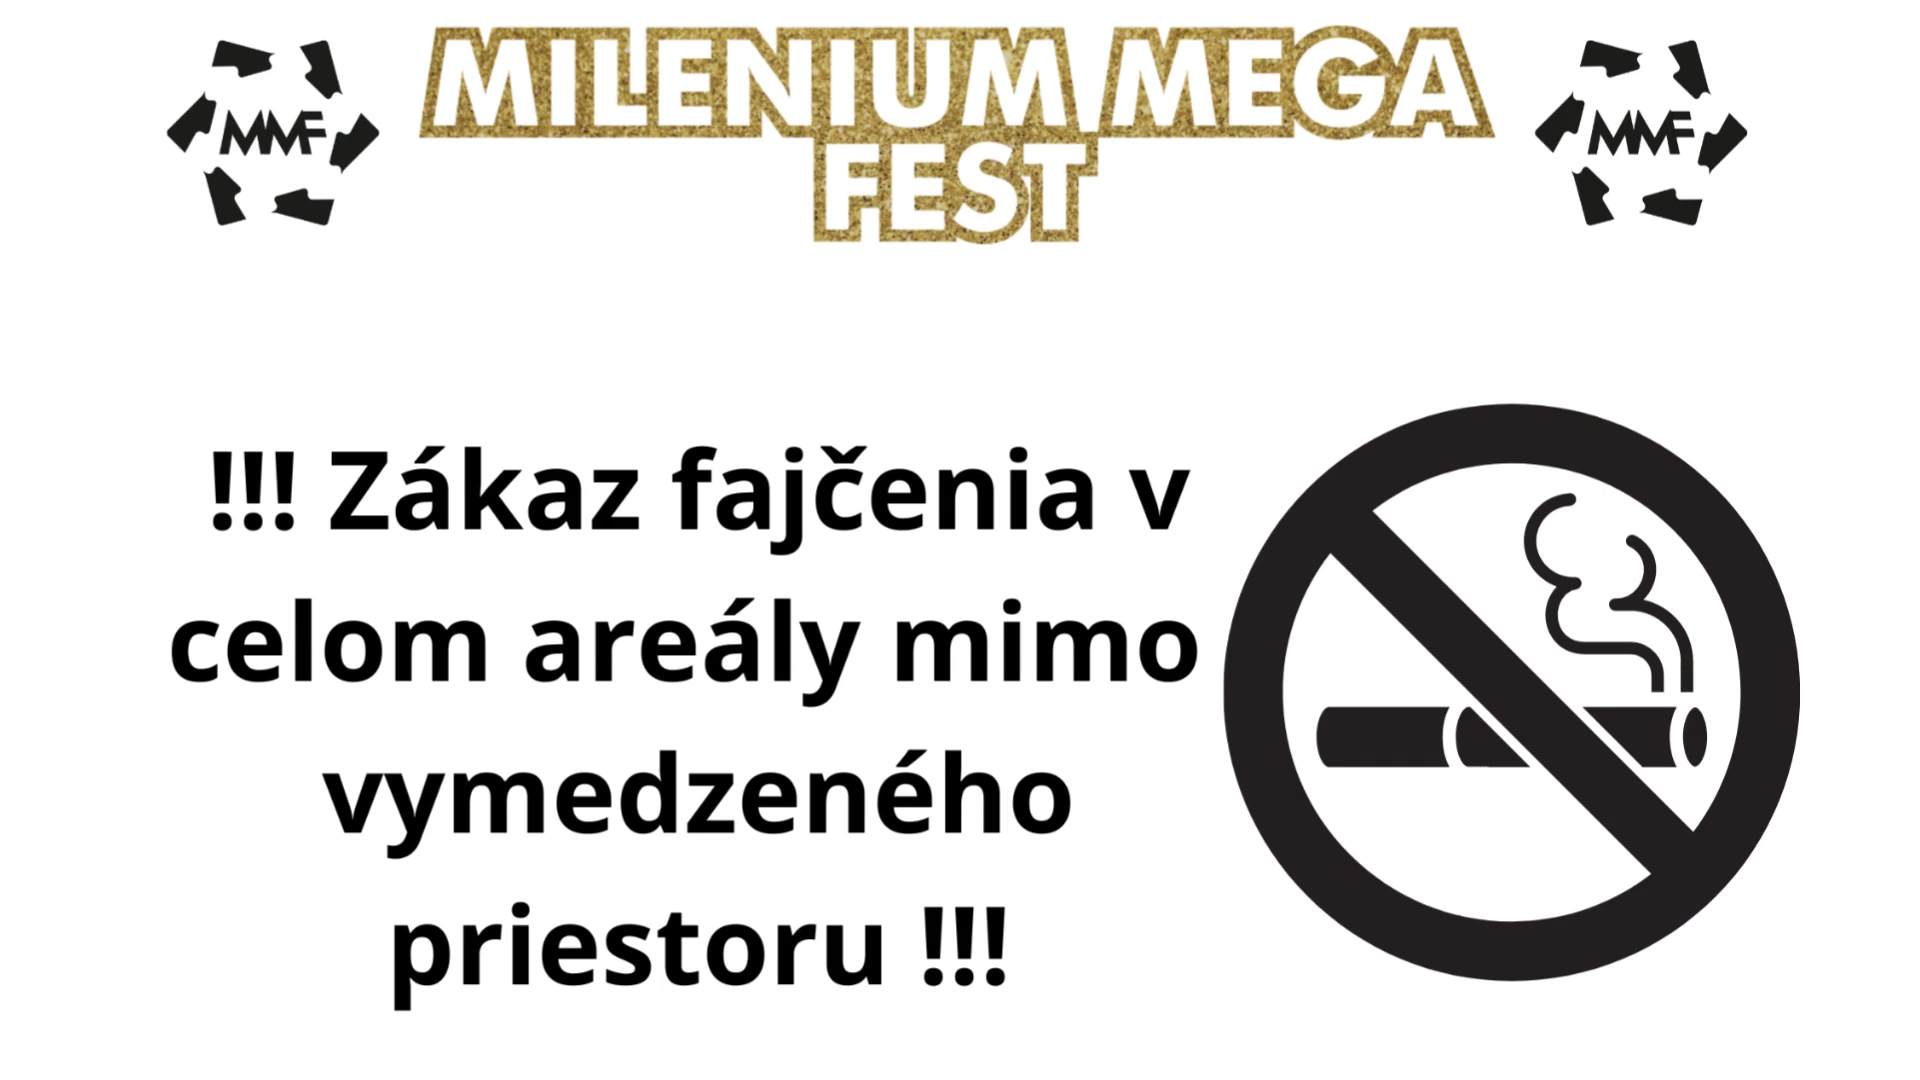 MILENIUM MEGA
FEST
MMF
MMF
!!! Zákaz fajčenia v
celom areály mimo
vymedzeného
priestoru !!!